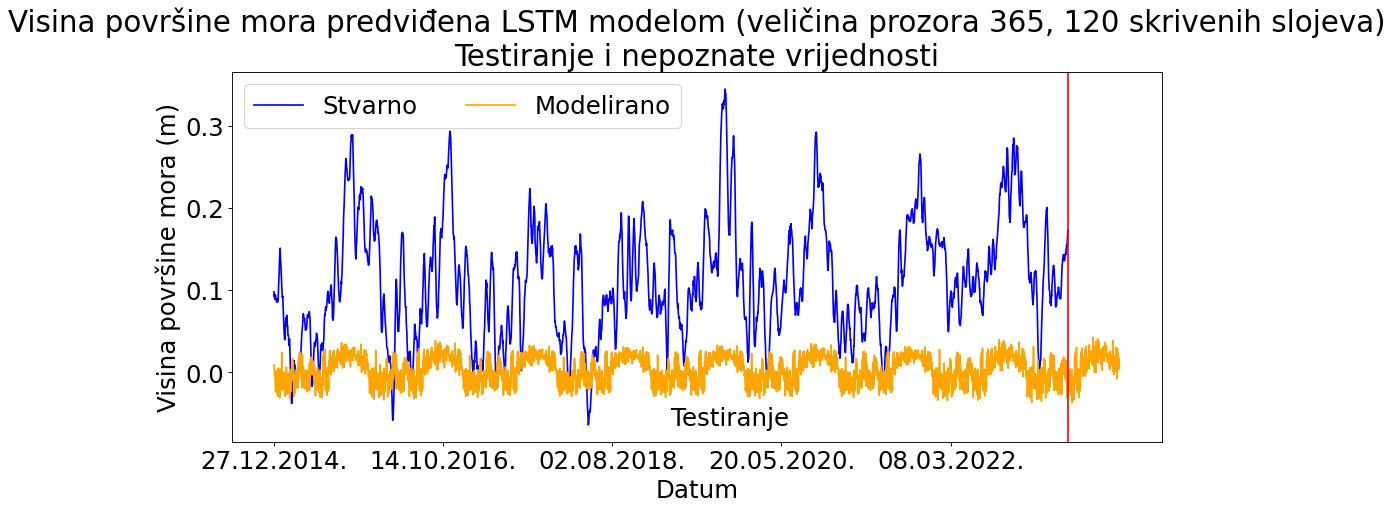 Visina površine mora predviđena LSTM modelom (veličina prozora 365, 120 skrivenih slojeva)
Testiranje i nepoznate vrijednosti
Stvarno
Modelirano
Visina površine mora (m)
0.3
0.2
0.1
0.0
Testiranje
27.12.2014.
14.10.2016.
02.08.2018.
20.05.2020.
08.03.2022.
Datum